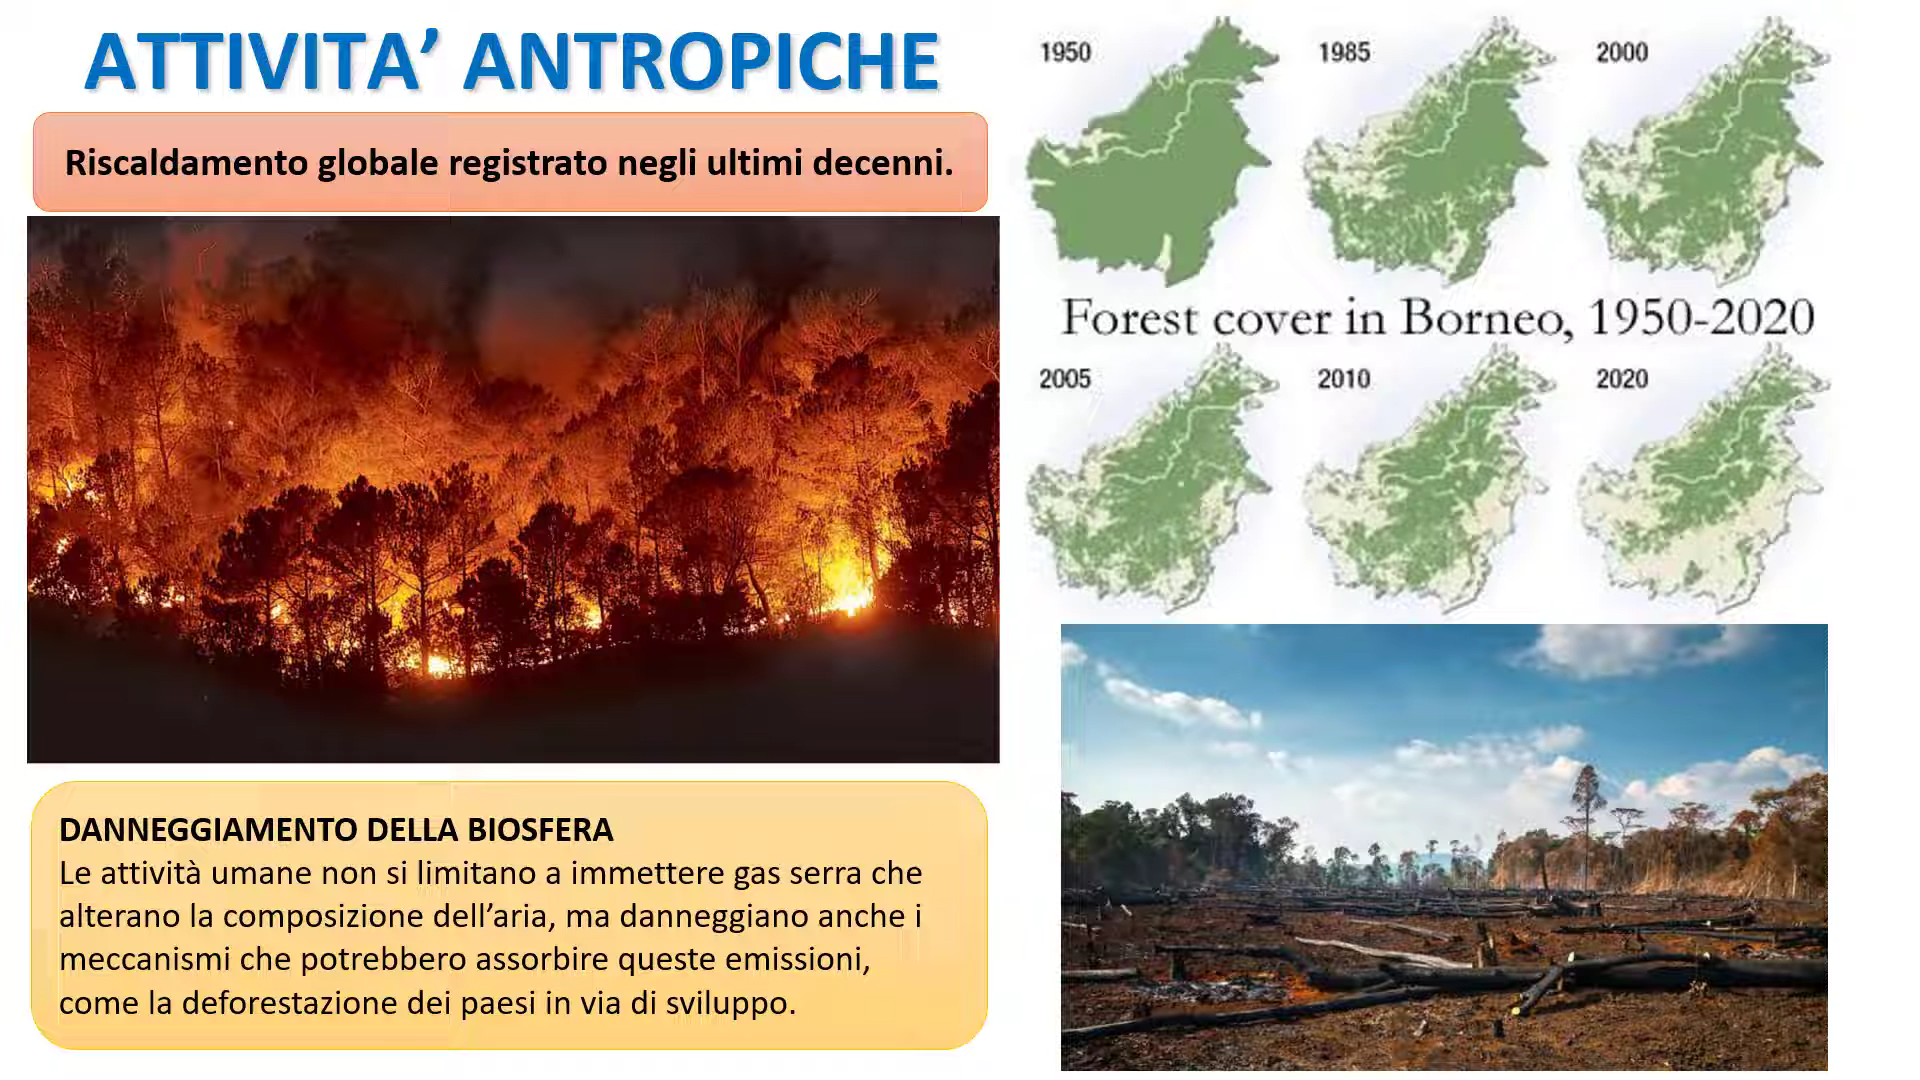 ATTIVITA’ ANTROPICHE
Riscaldamento globale registrato negli ultimi decenni.
1950
1985
2000
Forest cover in Borneo, 1950-2020
2005
2010
2020
DANNEGGIAMENTO DELLA BIOSFERA
Le attività umane non si limitano a immettere gas serra che
alterano la composizione dell’aria, ma danneggiano anche i
meccanismi che potrebbero assorbire queste emissioni,
come la deforestazione dei paesi in via di sviluppo.